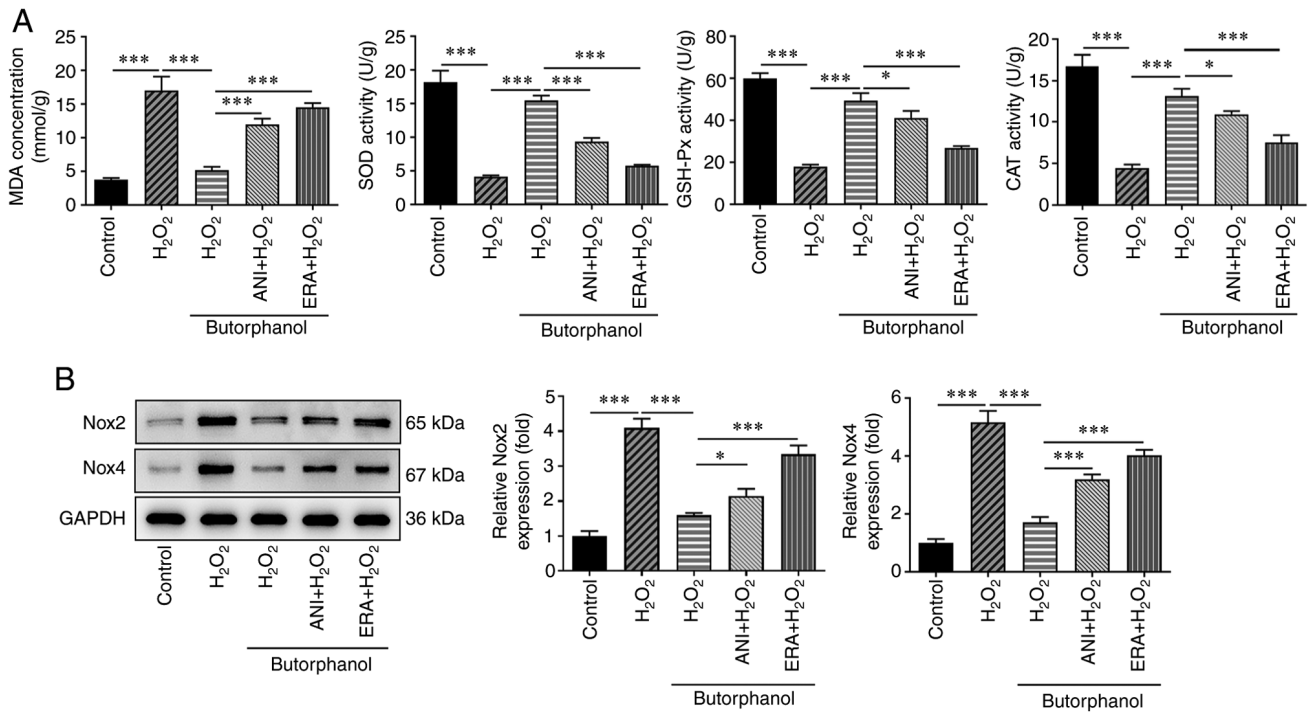 A
MDA concentration
(mmol/g)
25
20
15
10
5
0
*** ***
***
***
Control
H₂O₂
H₂O₂
ANI+H₂O₂
ERA+H₂O₂
Butorphanol
SOD activity (U/g)
25
20
15
10
5
0
***
***
*** ***
Control
H₂O₂
H₂O₂
ANI+H₂O₂
ERA+H₂O₂
Butorphanol
GSH-Px activity (U/g)
80
60
40
20
0
*** ***
*** *
Control
H₂O₂
H₂O₂
ANI+H₂O₂
ERA+H₂O₂
Butorphanol
CAT activity (U/g)
20
15
10
5
0
*** ***
*** *
Control
H₂O₂
H₂O₂
ANI+H₂O₂
ERA+H₂O₂
Butorphanol
B
Nox2 65 kDa
Nox4 67 kDa
GAPDH 36 kDa
Control
H₂O₂
H₂O₂
ANI+H₂O₂
ERA+H₂O₂
Butorphanol
Relative Nox2
expression (fold)
5
4
3
2
1
0
*** ***
***
*
Control
H₂O₂
H₂O₂
ANI+H₂O₂
ERA+H₂O₂
Butorphanol
Relative Nox4
expression (fold)
6
4
2
0
*** ***
***
***
Control
H₂O₂
H₂O₂
ANI+H₂O₂
ERA+H₂O₂
Butorphanol